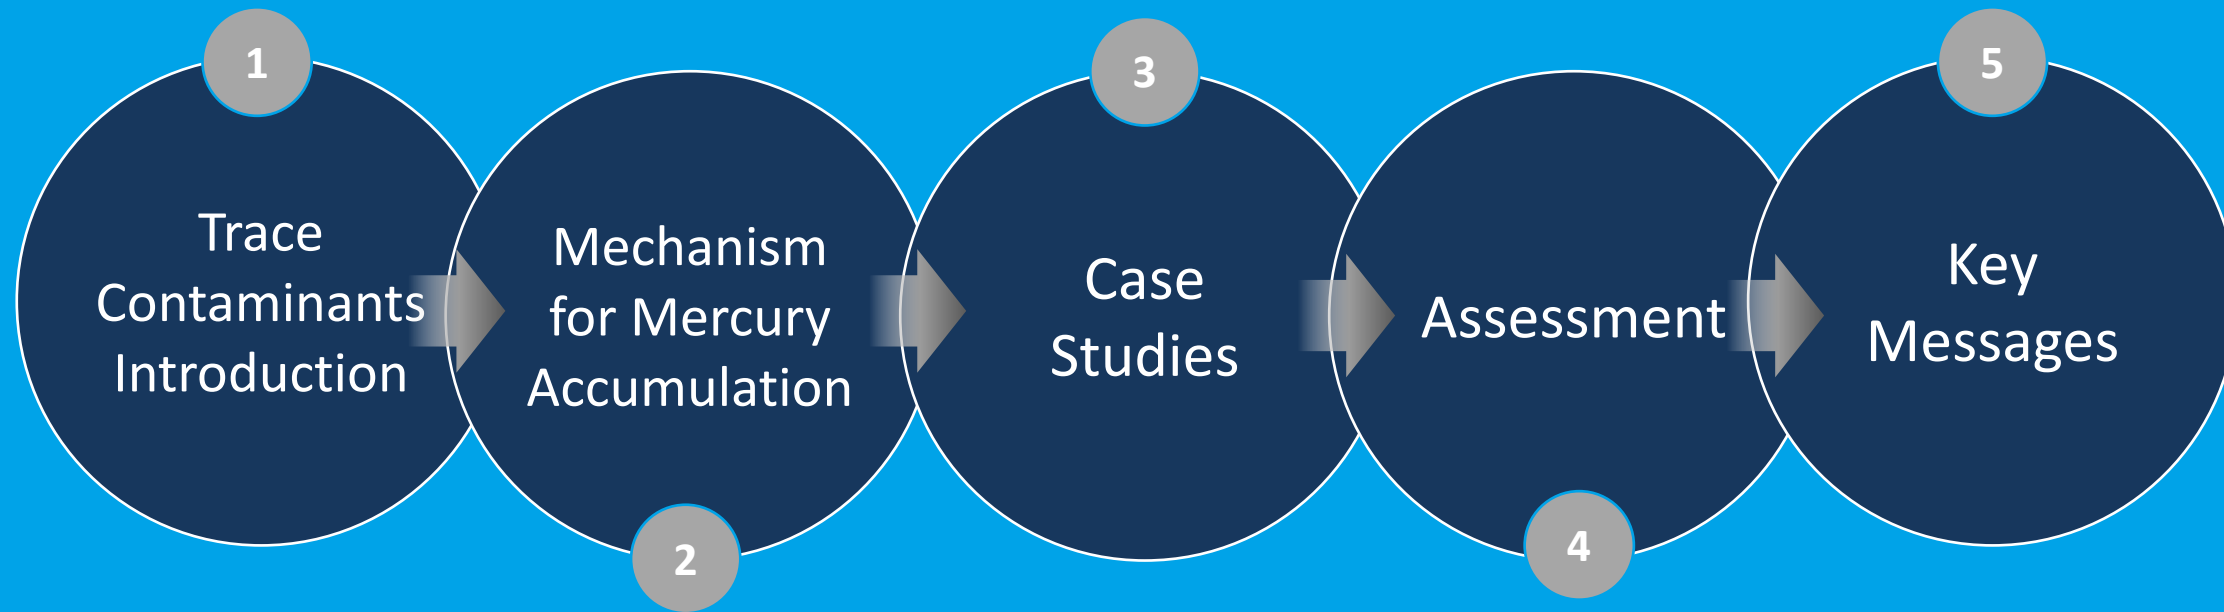 1
Trace
Contaminants
Introduction
2
Mechanism
for Mercury
Accumulation
3
Case
Studies
4
Assessment
5
Key
Messages